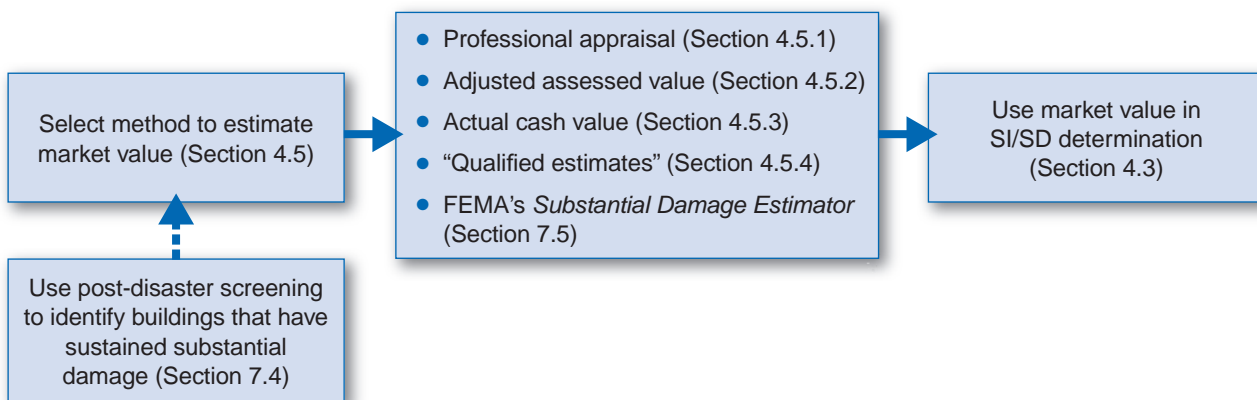 Select method to estimate
market value (Section 4.5)
Use post-disaster screening
to identify buildings that have
sustained substantial
damage (Section 7.4)
● Professional appraisal (Section 4.5.1)
● Adjusted assessed value (Section 4.5.2)
● Actual cash value (Section 4.5.3)
● “Qualified estimates” (Section 4.5.4)
● FEMA's Substantial Damage Estimator
(Section 7.5)
Use market value in
SI/SD determination
(Section 4.3)